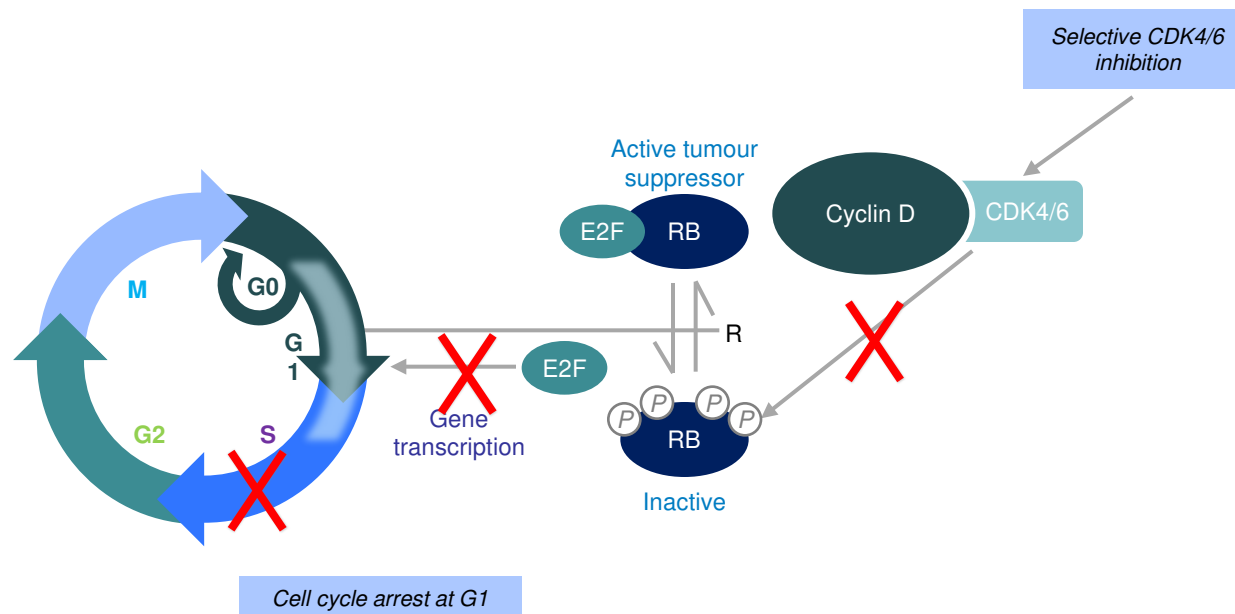 Selective CDK4/6
inhibition
Active tumour
suppressor
E2F
RB
Cyclin D
CDK4/6
M
G0
G
1
R
E2F
Gene
transcription
G2
S
P
P
P
P
RB
Inactive
Cell cycle arrest at G1